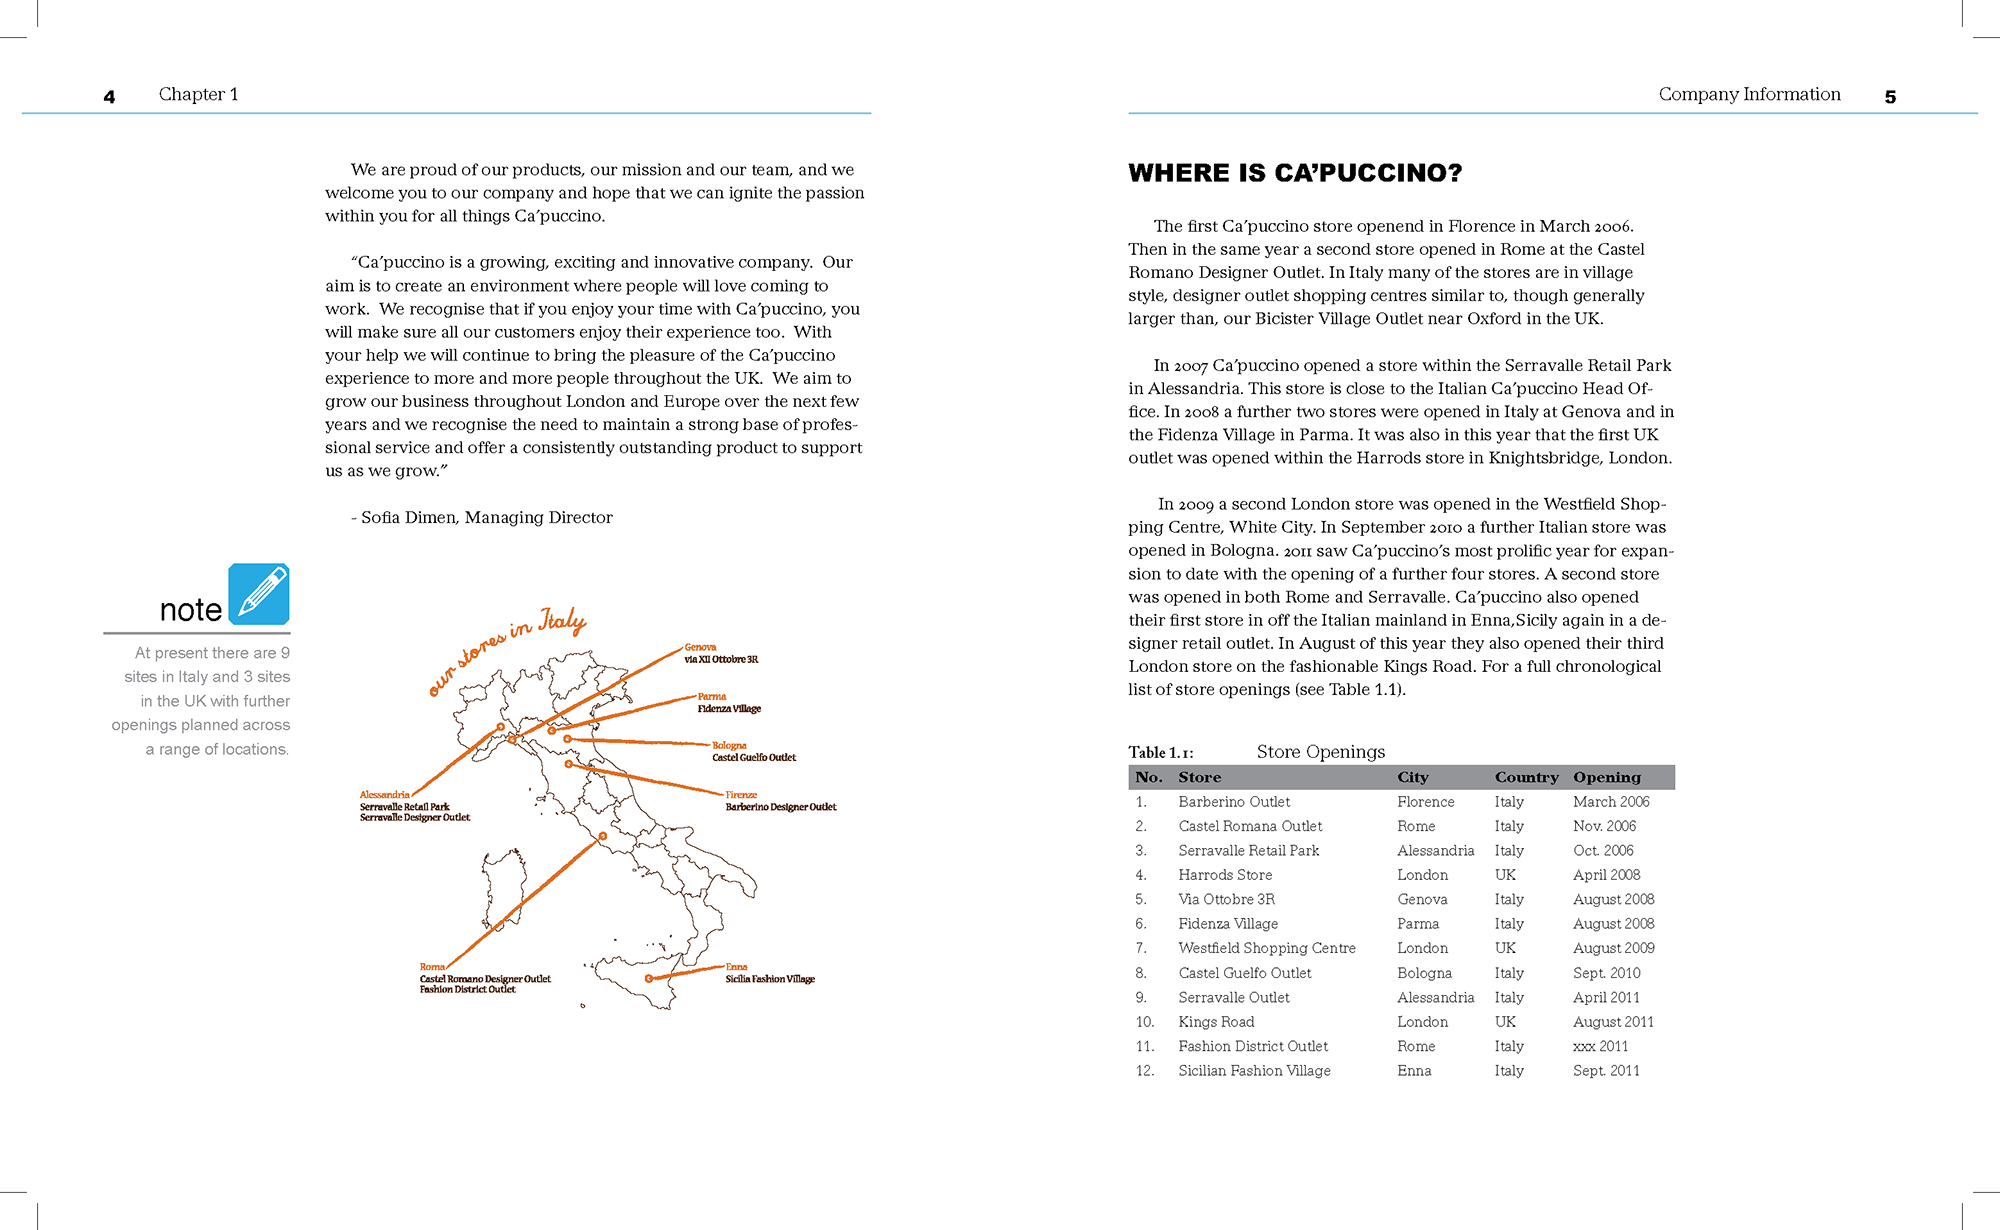 4 Chapter 1
We are proud of our products, our mission and our team, and we
welcome you to our company and hope that we can ignite the passion
within you for all things Ca'puccino.
“Ca'puccino is a growing, exciting and innovative company.  Our
aim is to create an environment where people will love coming to
work.  We recognise that if you enjoy your time with Ca'puccino, you
will make sure all our customers enjoy their experience too.  With
your help we will continue to bring the pleasure of the Ca'puccino
experience to more and more people throughout the UK.  We aim to
grow our business throughout London and Europe over the next few
years and we recognise the need to maintain a strong base of profes-
sional service and offer a consistently outstanding product to support
us as we grow.”
- Sofia Dimen, Managing Director
note
At present there are 9
sites in Italy and 3 sites
in the UK with further
openings planned across
a range of locations.
our stores in Italy
Genova
via XII Ottobre 3R
Parma
Fidenza Village
Bologna
Castel Guelfo Outlet
Firenze
Barberino Designer Outlet
Alessandria
Serravalle Retail Park
Serravalle Designer Outlet
Roma
Castel Romano Designer Outlet
Fashion District Outlet
Enna
Sicilia Fashion Village
Company Information 5
WHERE IS CA'PUCCINO?
The first Ca'puccino store openend in Florence in March 2006.
Then in the same year a second store opened in Rome at the Castel
Romano Designer Outlet. In Italy many of the stores are in village
style, designer outlet shopping centres similar to, though generally
larger than, our Bicister Village Outlet near Oxford in the UK.
In 2007 Ca'puccino opened a store within the Serravalle Retail Park
in Alessandria. This store is close to the Italian Ca'puccino Head Of-
fice. In 2008 a further two stores were opened in Italy at Genova and in
the Fidenza Village in Parma. It was also in this year that the first UK
outlet was opened within the Harrods store in Knightsbridge, London.
In 2009 a second London store was opened in the Westfield Shop-
ping Centre, White City. In September 2010 a further Italian store was
opened in Bologna. 2011 saw Ca'puccino's most prolific year for expan-
sion to date with the opening of a further four stores. A second store
was opened in both Rome and Serravalle. Ca'puccino also opened
their first store in off the Italian mainland in Enna,Sicily again in a de-
signer retail outlet. In August of this year they also opened their third
London store on the fashionable Kings Road. For a full chronological
list of store openings (see Table 1.1).
Table 1.1: Store Openings
No. Store City Country Opening
1. Barberino Outlet Florence Italy March 2006
2. Castel Romana Outlet Rome Italy Nov. 2006
3. Serravalle Retail Park Alessandria Italy Oct. 2006
4. Harrods Store London UK April 2008
5. Via Ottobre 3R Genova Italy August 2008
6. Fidenza Village Parma Italy August 2008
7. Westfield Shopping Centre London UK August 2009
8. Castel Guelfo Outlet Bologna Italy Sept. 2010
9. Serravalle Outlet Alessandria Italy April 2011
10. Kings Road London UK August 2011
11. Fashion District Outlet Rome Italy xxx 2011
12. Sicilian Fashion Village Enna Italy Sept. 2011